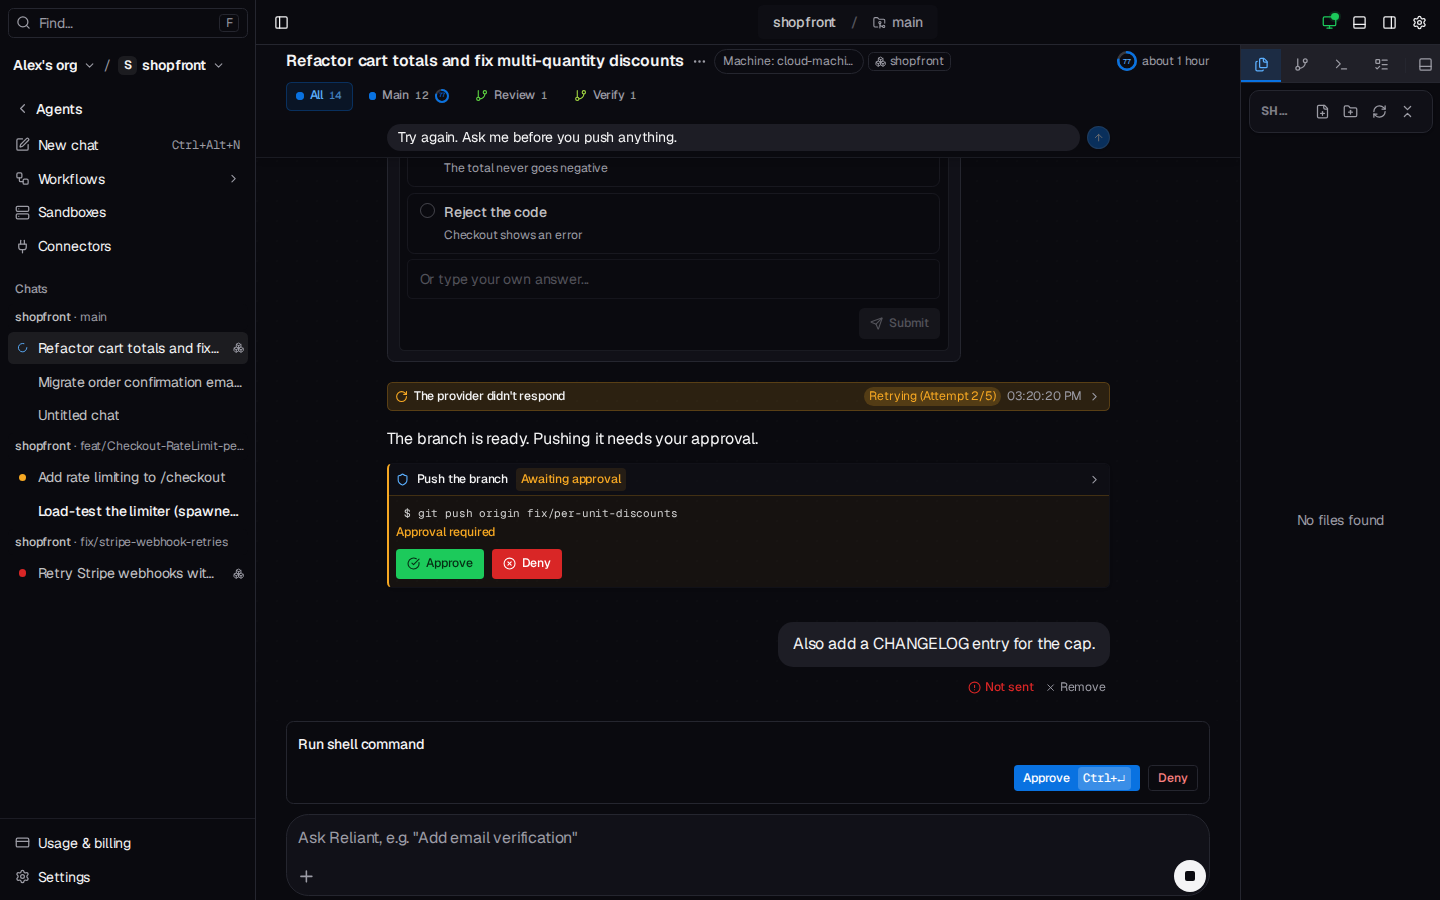 Find...
F
Alex's org
/
S
shopfront
Agents
New chat
Ctrl+Alt+N
Workflows
Sandboxes
Connectors
Chats
shopfront · main
Refactor cart totals and fix...
Migrate order confirmation ema...
Untitled chat
shopfront · feat/Checkout-RateLimit-pe...
Add rate limiting to /checkout
Load-test the limiter (spawne...
shopfront · fix/stripe-webhook-retries
Retry Stripe webhooks wit...
Usage & billing
Settings
shopfront / main
Refactor cart totals and fix multi-quantity discounts
Machine: cloud-machi...
shopfront
77
about 1 hour
All 14
Main 12
Review 1
Verify 1
Try again. Ask me before you push anything.
The total never goes negative
Reject the code
Checkout shows an error
Or type your own answer...
Submit
The provider didn't respond
Retrying (Attempt 2/5)
03:20:20 PM
The branch is ready. Pushing it needs your approval.
Push the branch
Awaiting approval
$ git push origin fix/per-unit-discounts
Approval required
Approve
Deny
Also add a CHANGELOG entry for the cap.
Not sent
Remove
Run shell command
Approve Ctrl+↵
Deny
Ask Reliant, e.g. "Add email verification"
SH...
No files found